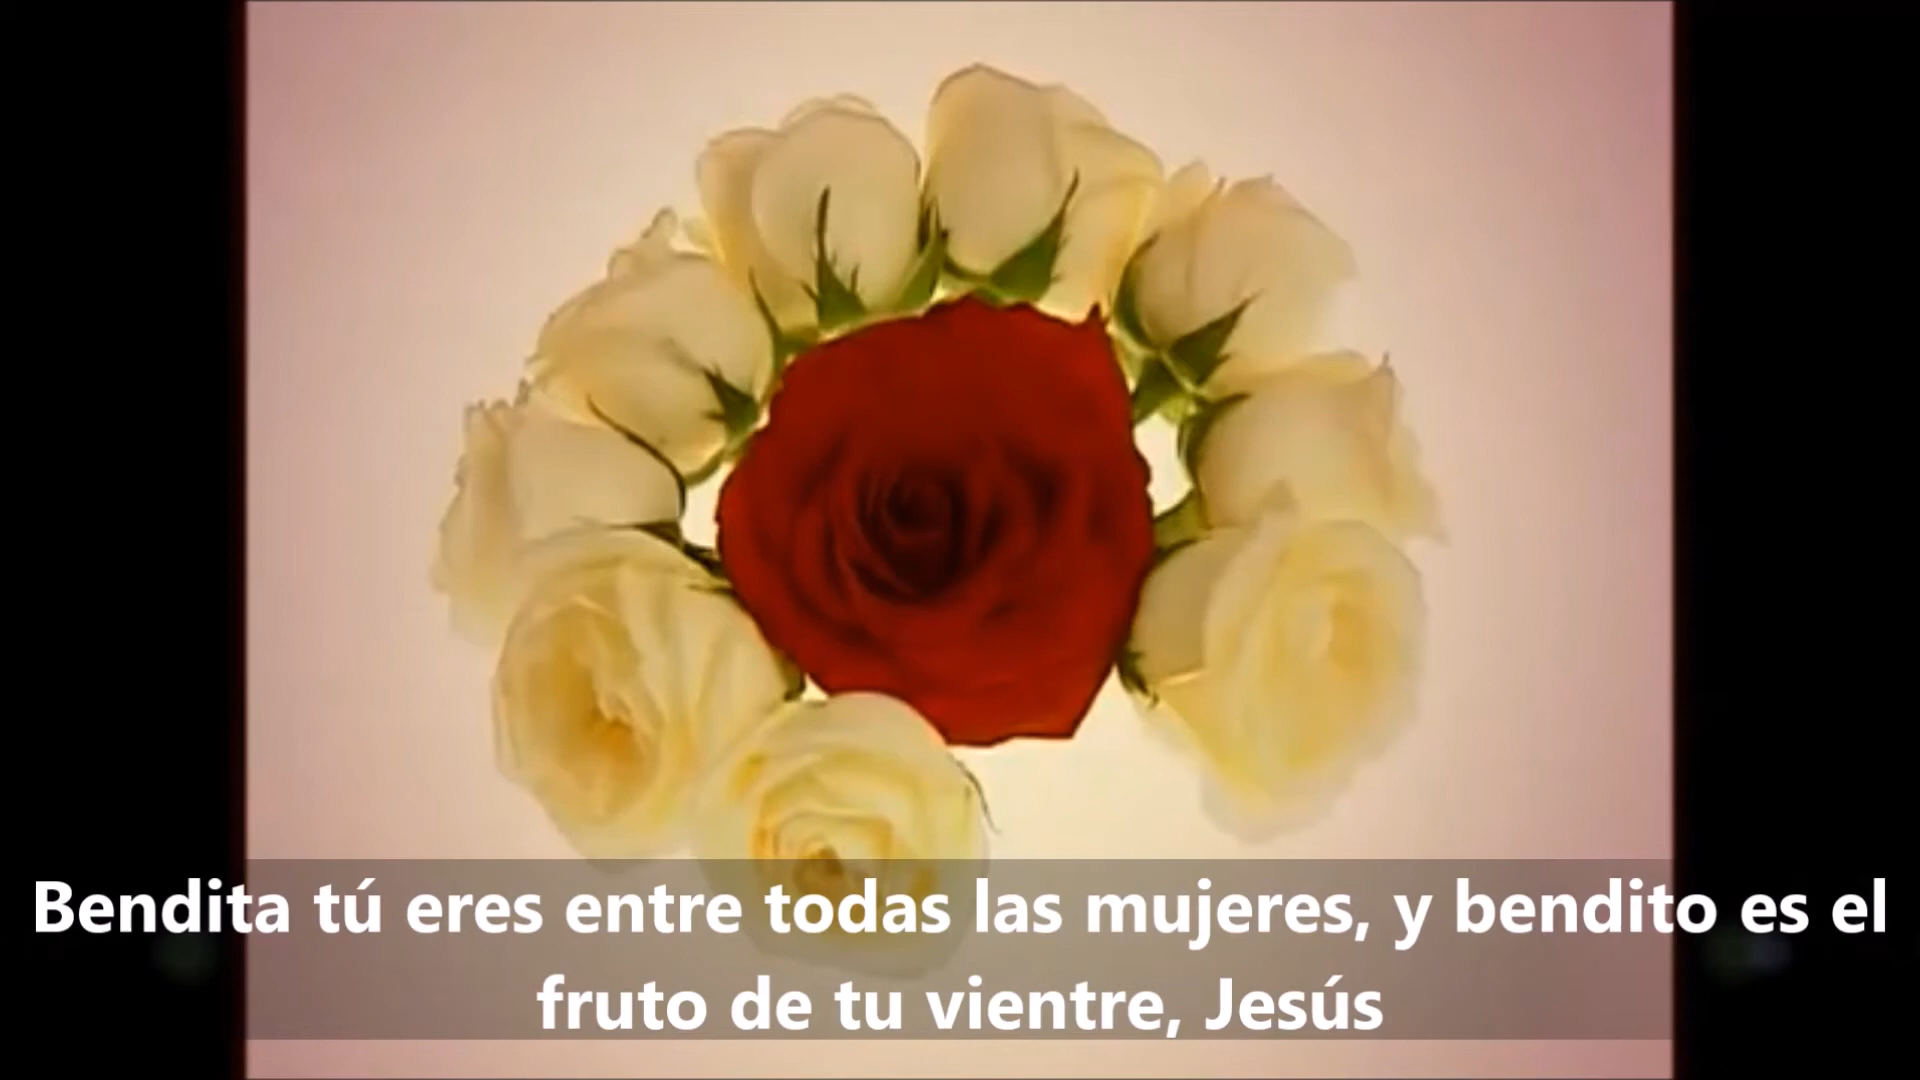 Bendita tú eres entre todas las mujeres, y bendito es el
fruto de tu vientre, Jesús